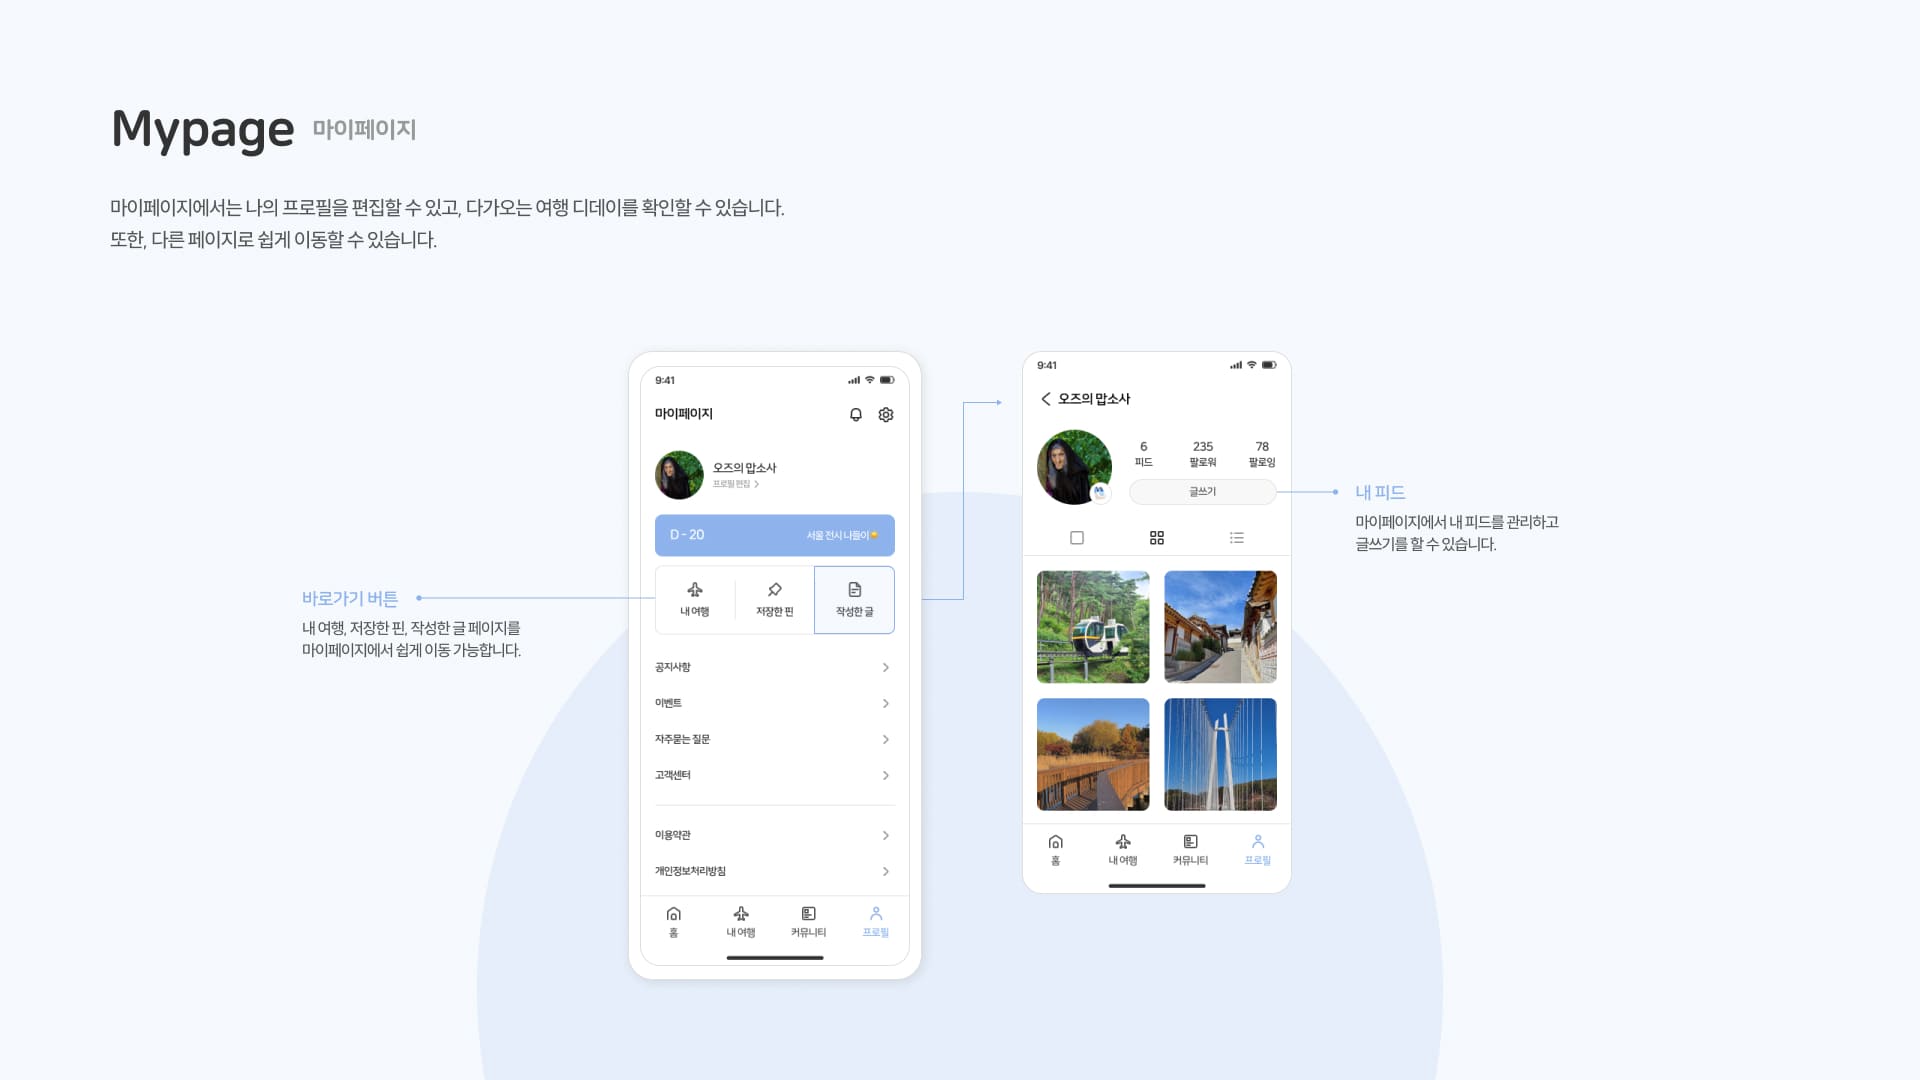 Mypage 마이페이지
마이페이지에서는 나의 프로필을 편집할 수 있고, 다가오는 여행 디데이를 확인할 수 있습니다.
또한, 다른 페이지로 쉽게 이동할 수 있습니다.
바로가기 버튼
내 여행, 저장한 핀, 작성한 글 페이지를
마이페이지에서 쉽게 이동 가능합니다.
9:41
마이페이지
오즈의 맙소사
프로필 편집
D - 20 서울 전시 나들이
내 여행 저장한 핀 작성한 글
공지사항
이벤트
자주묻는 질문
고객센터
이용약관
개인정보처리방침
홈 내 여행 커뮤니티 프로필
9:41
오즈의 맙소사
6 235 78
피드 팔로워 팔로잉
글쓰기
홈 내 여행 커뮤니티 프로필
내 피드
마이페이지에서 내 피드를 관리하고
글쓰기를 할 수 있습니다.